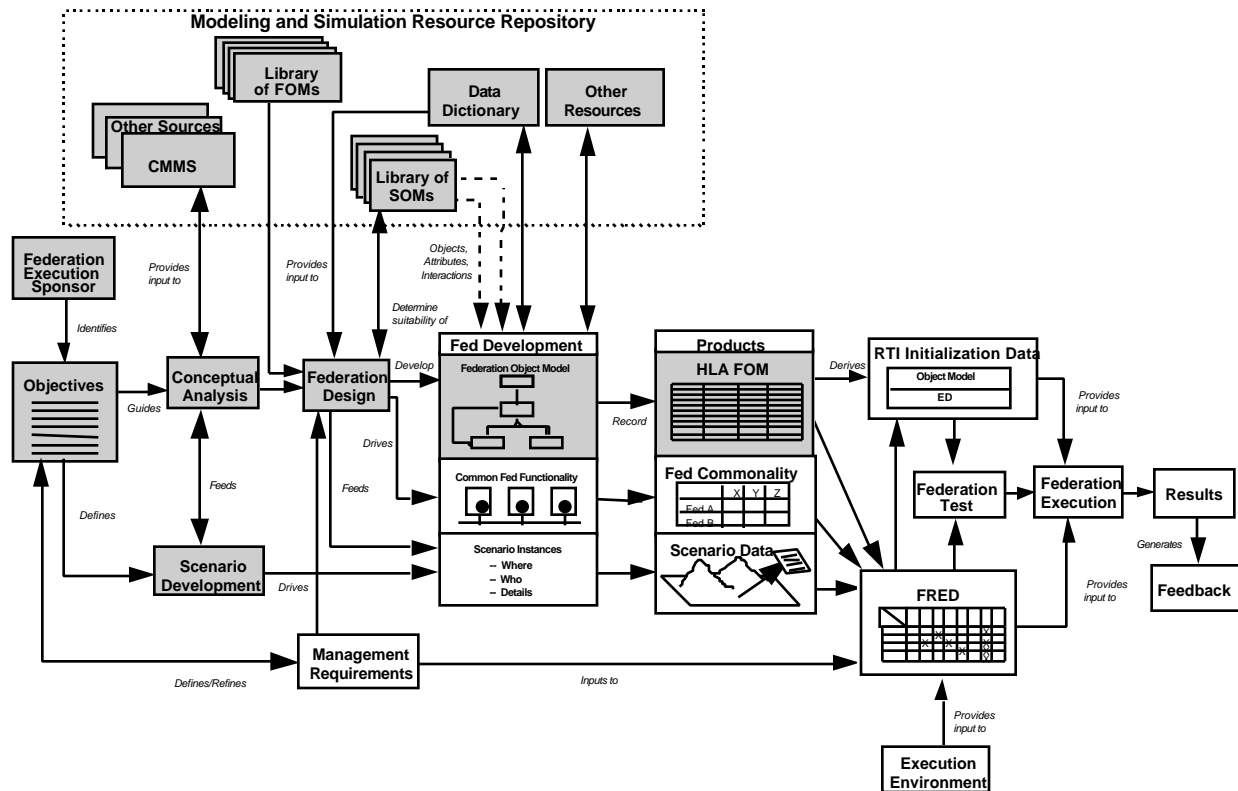 Modeling and Simulation Resource Repository
Library
of FOMs
Data
Dictionary
Other
Resources
Other Sources
CMMS
Library of
SOMs
Federation
Execution
Sponsor
Provides
input to
Provides
input to
Objects,
Attributes,
Interactions
Determine
suitability of
Identifies
Objectives
Guides
Conceptual
Analysis
Federation
Design
Develop
Fed Development
Federation Object Model
Record
Products
HLA FOM
Derives
RTI Initialization Data
Object Model
ED
Provides
input to
Drives
Feeds
Feeds
Common Fed Functionality
Fed Commonality
X Y Z
Fed A
Fed B
Federation
Test
Federation
Execution
Results
Defines
Scenario
Development
Drives
Scenario Instances
-- Where
-- Who
-- Details
Scenario Data
Generates
Feedback
FRED
X X
X X X
X X
X
Provides
input to
Management
Requirements
Defines/Refines
Inputs to
Provides
input to
Execution
Environment